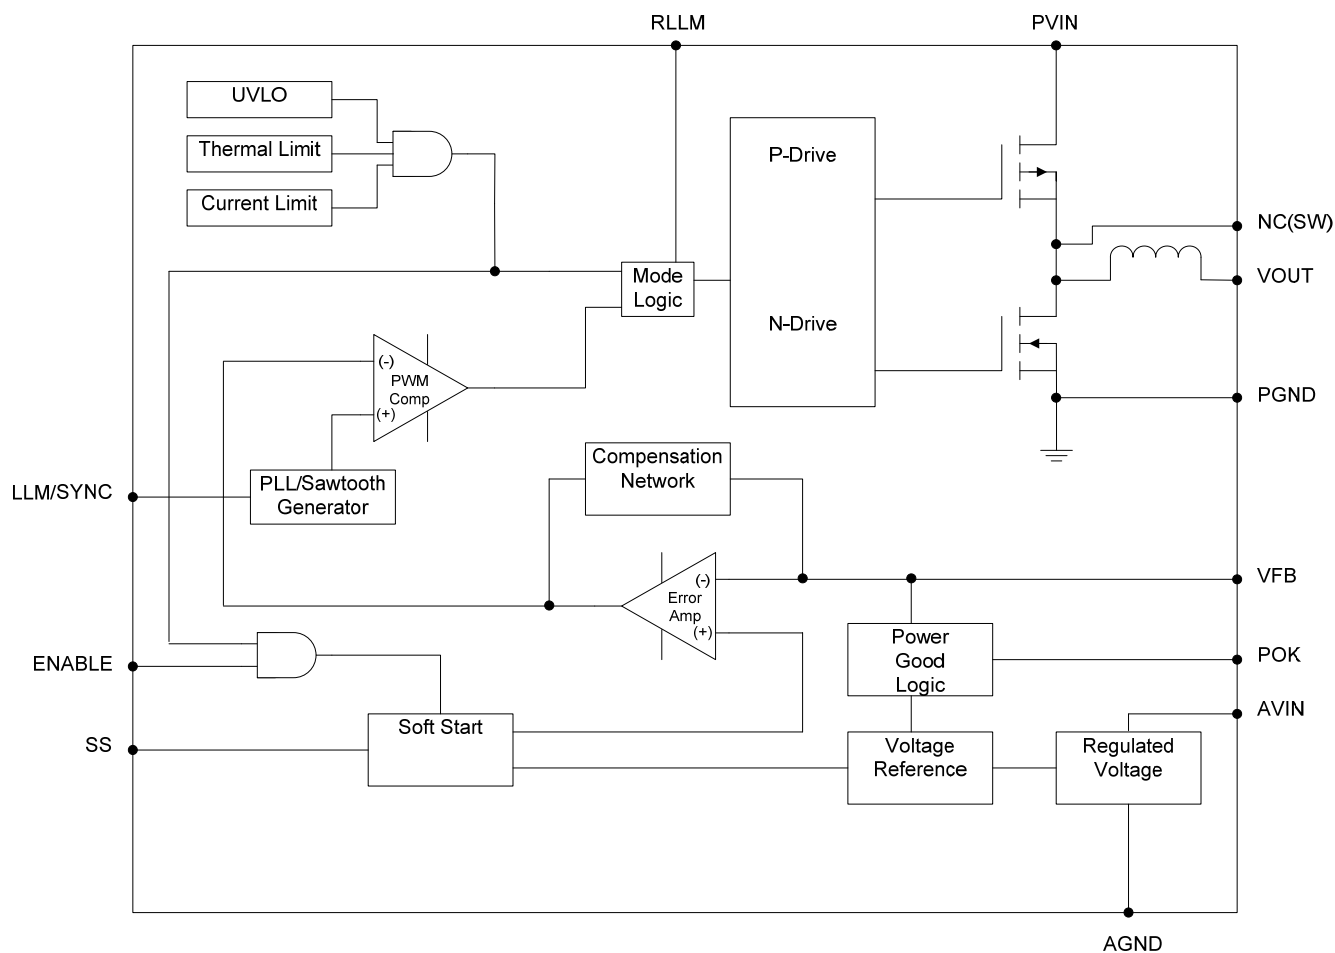 RLLM
PVIN
UVLO
Thermal Limit
Current Limit
P-Drive
N-Drive
NC(SW)
VOUT
Mode
Logic
(-)
PWM
Comp
(+)
PGND
LLM/SYNC
PLL/Sawtooth
Generator
Compensation
Network
(-)
Error
Amp
(+)
VFB
Power
Good
Logic
POK
ENABLE
AVIN
SS
Soft Start
Voltage
Reference
Regulated
Voltage
AGND